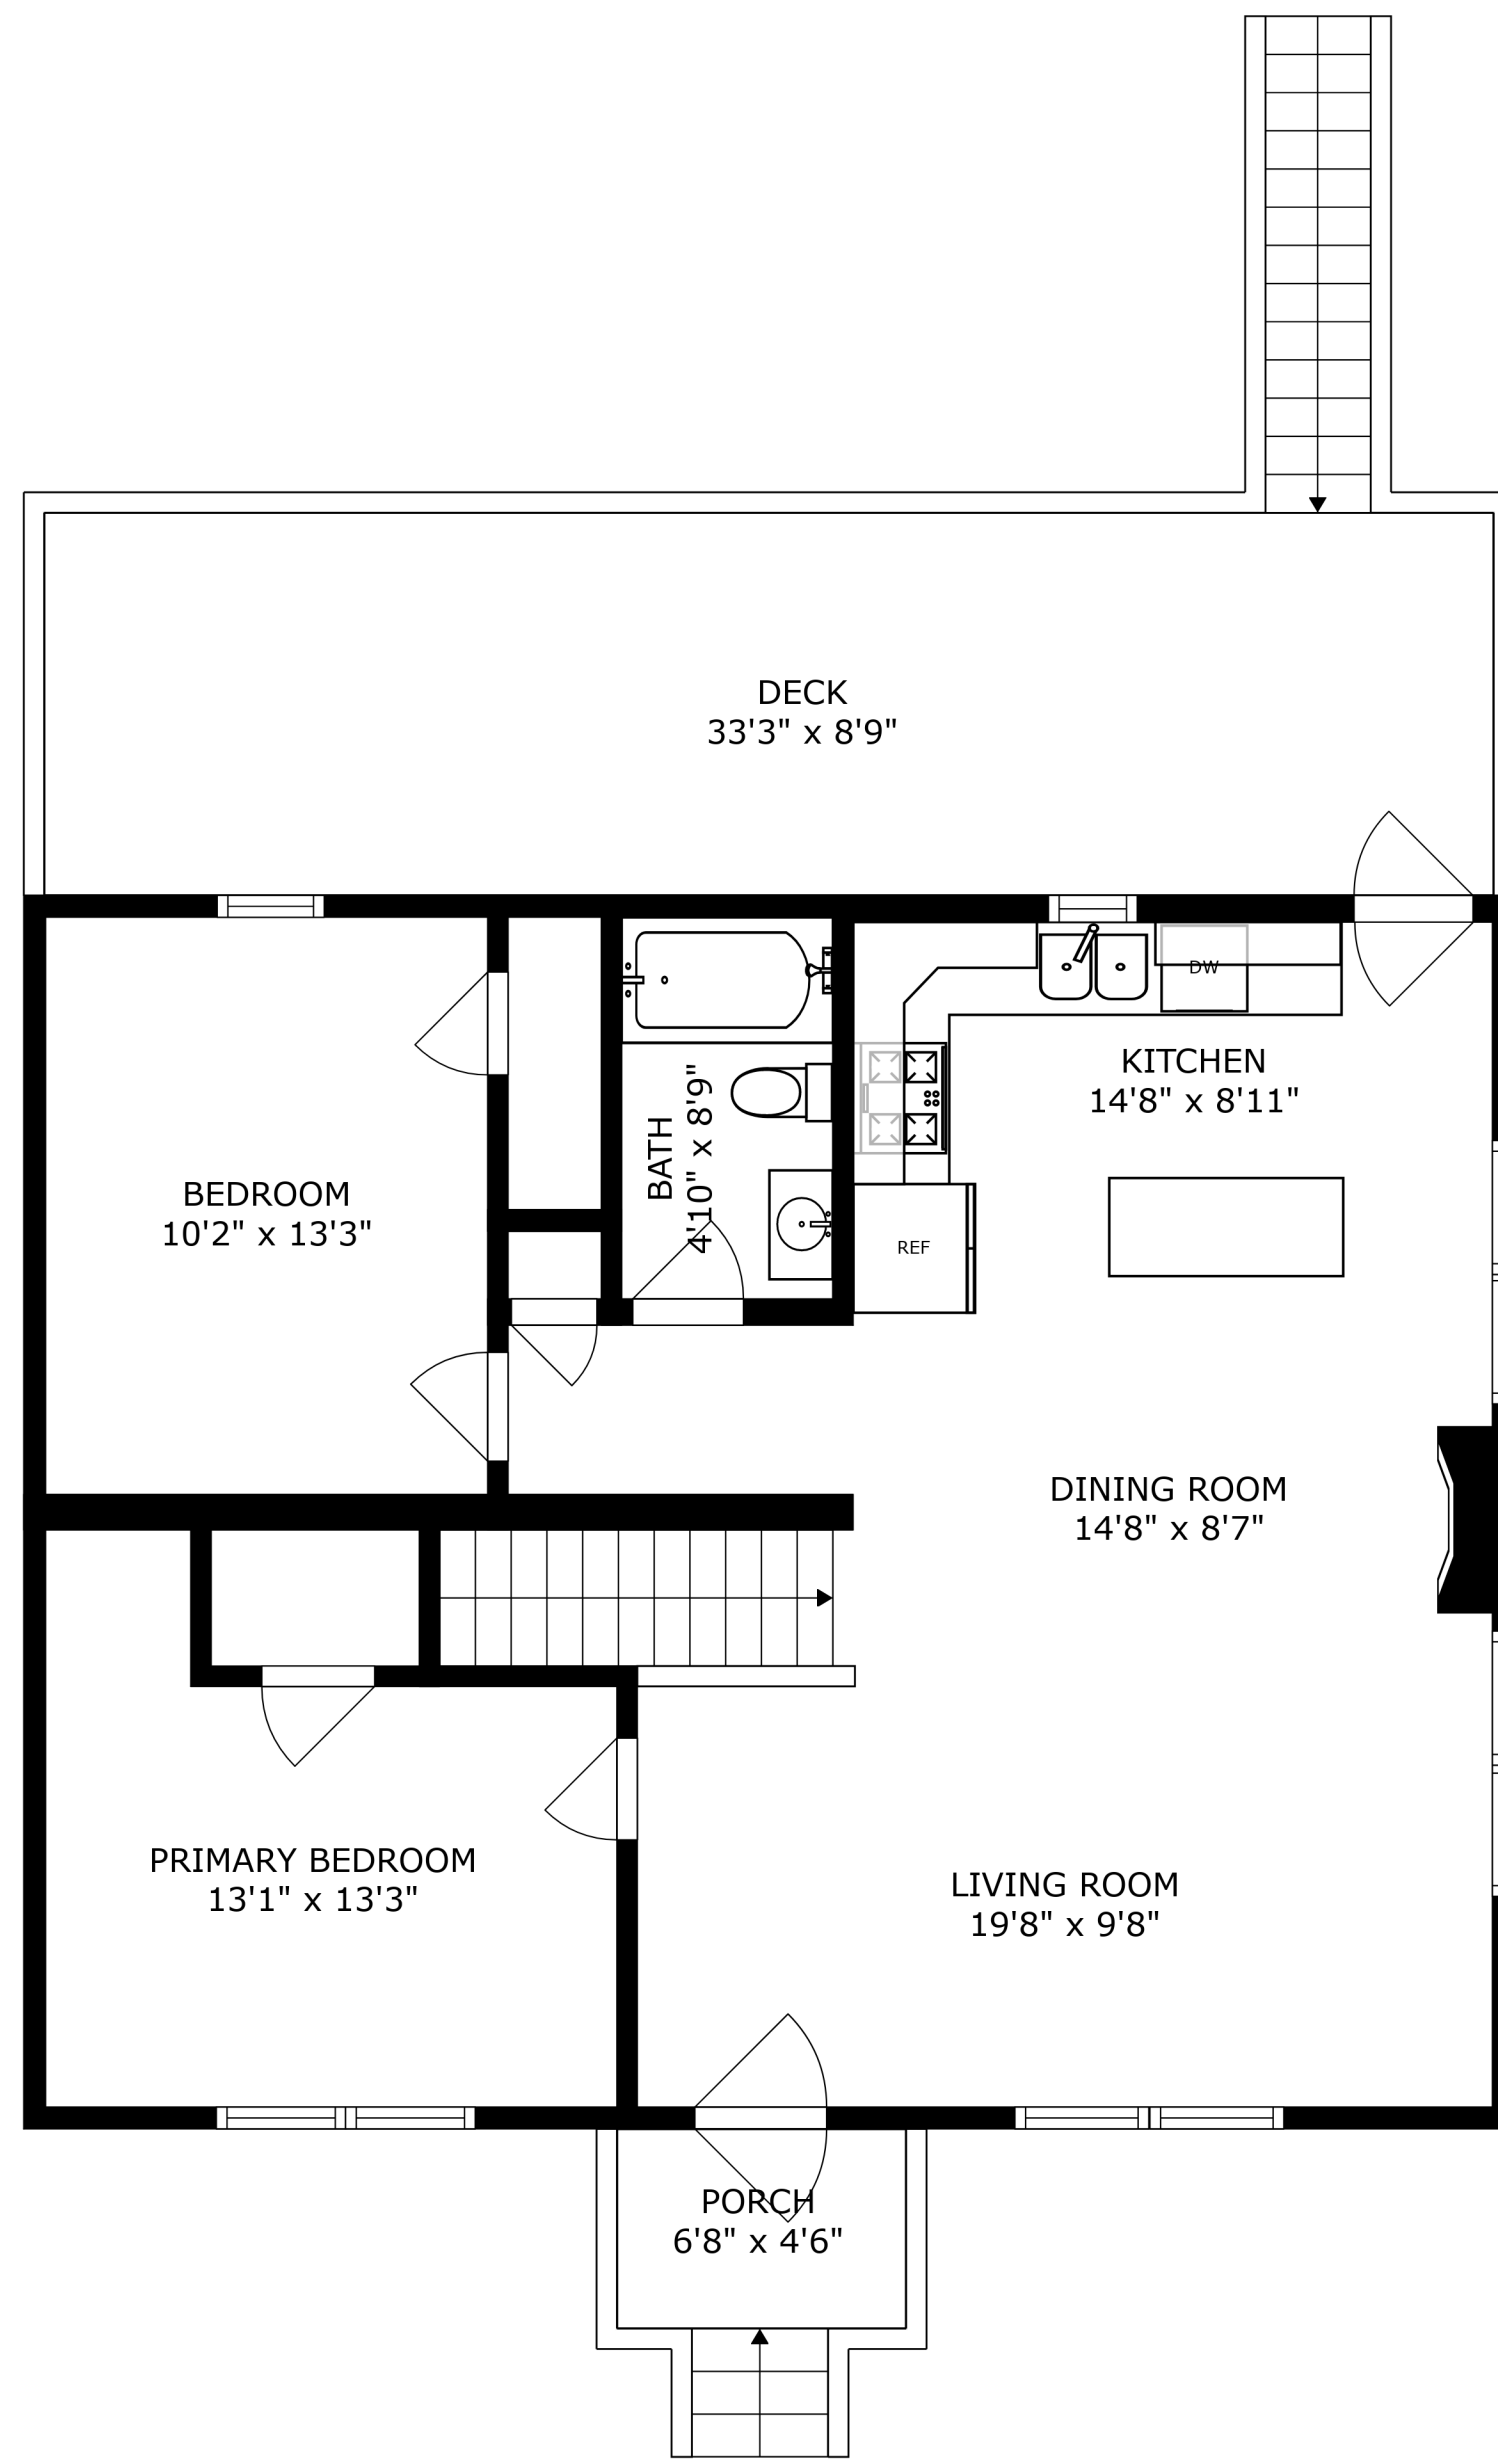 DECK
33'3" x 8'9"
DW
KITCHEN
14'8" x 8'11"
BATH
4'10" x 8'9"
BEDROOM
10'2" x 13'3"
REF
DINING ROOM
14'8" x 8'7"
PRIMARY BEDROOM
13'1" x 13'3"
LIVING ROOM
19'8" x 9'8"
PORCH
6'8" x 4'6"